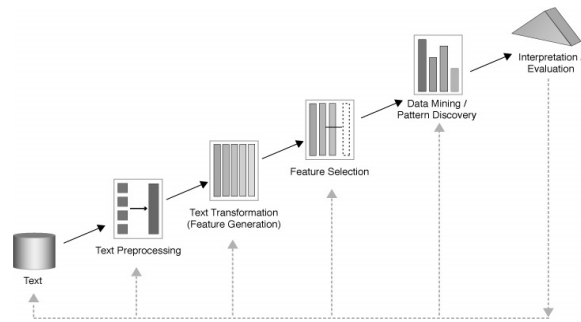 Text
Text Preprocessing
Text Transformation
(Feature Generation)
Feature Selection
Data Mining /
Pattern Discovery
Interpretation /
Evaluation